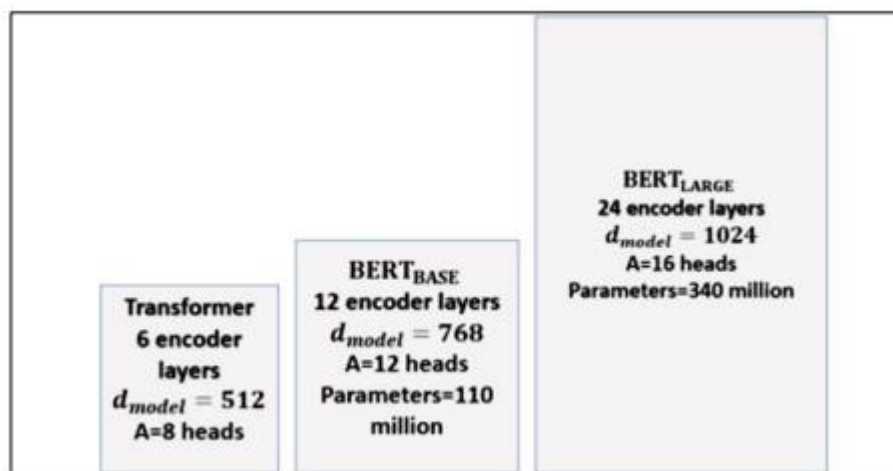 Transformer
6 encoder
layers
d_model = 512
A=8 heads
BERT_BASE
12 encoder layers
d_model = 768
A=12 heads
Parameters=110
million
BERT_LARGE
24 encoder layers
d_model = 1024
A=16 heads
Parameters=340 million